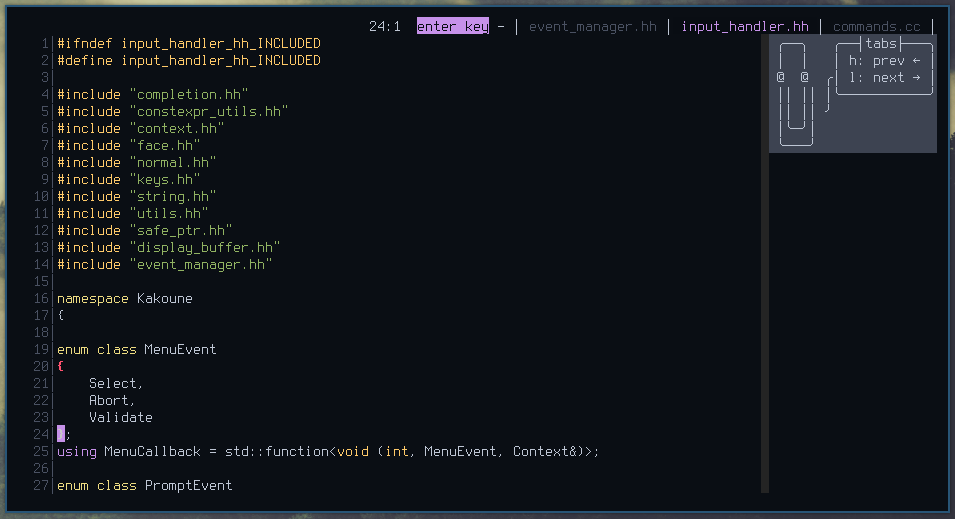 24:1 enter key - │ event_manager.hh │ input_handler.hh │ commands.cc │
1│#ifndef input_handler_hh_INCLUDED
2│#define input_handler_hh_INCLUDED
3│
4│#include "completion.hh"
5│#include "constexpr_utils.hh"
6│#include "context.hh"
7│#include "face.hh"
8│#include "normal.hh"
9│#include "keys.hh"
10│#include "string.hh"
11│#include "utils.hh"
12│#include "safe_ptr.hh"
13│#include "display_buffer.hh"
14│#include "event_manager.hh"
15│
16│namespace Kakoune
17│{
18│
19│enum class MenuEvent
20│{
21│    Select,
22│    Abort,
23│    Validate
24│};
25│using MenuCallback = std::function<void (int, MenuEvent, Context&)>;
26│
27│enum class PromptEvent
╭──╮   ╭──┤tabs├───╮
│  │   │ h: prev ← │
@  @  ╭│ l: next → │
││ ││ │╰───────────╯
││ ││ ╯
│╰─╯│
╰───╯